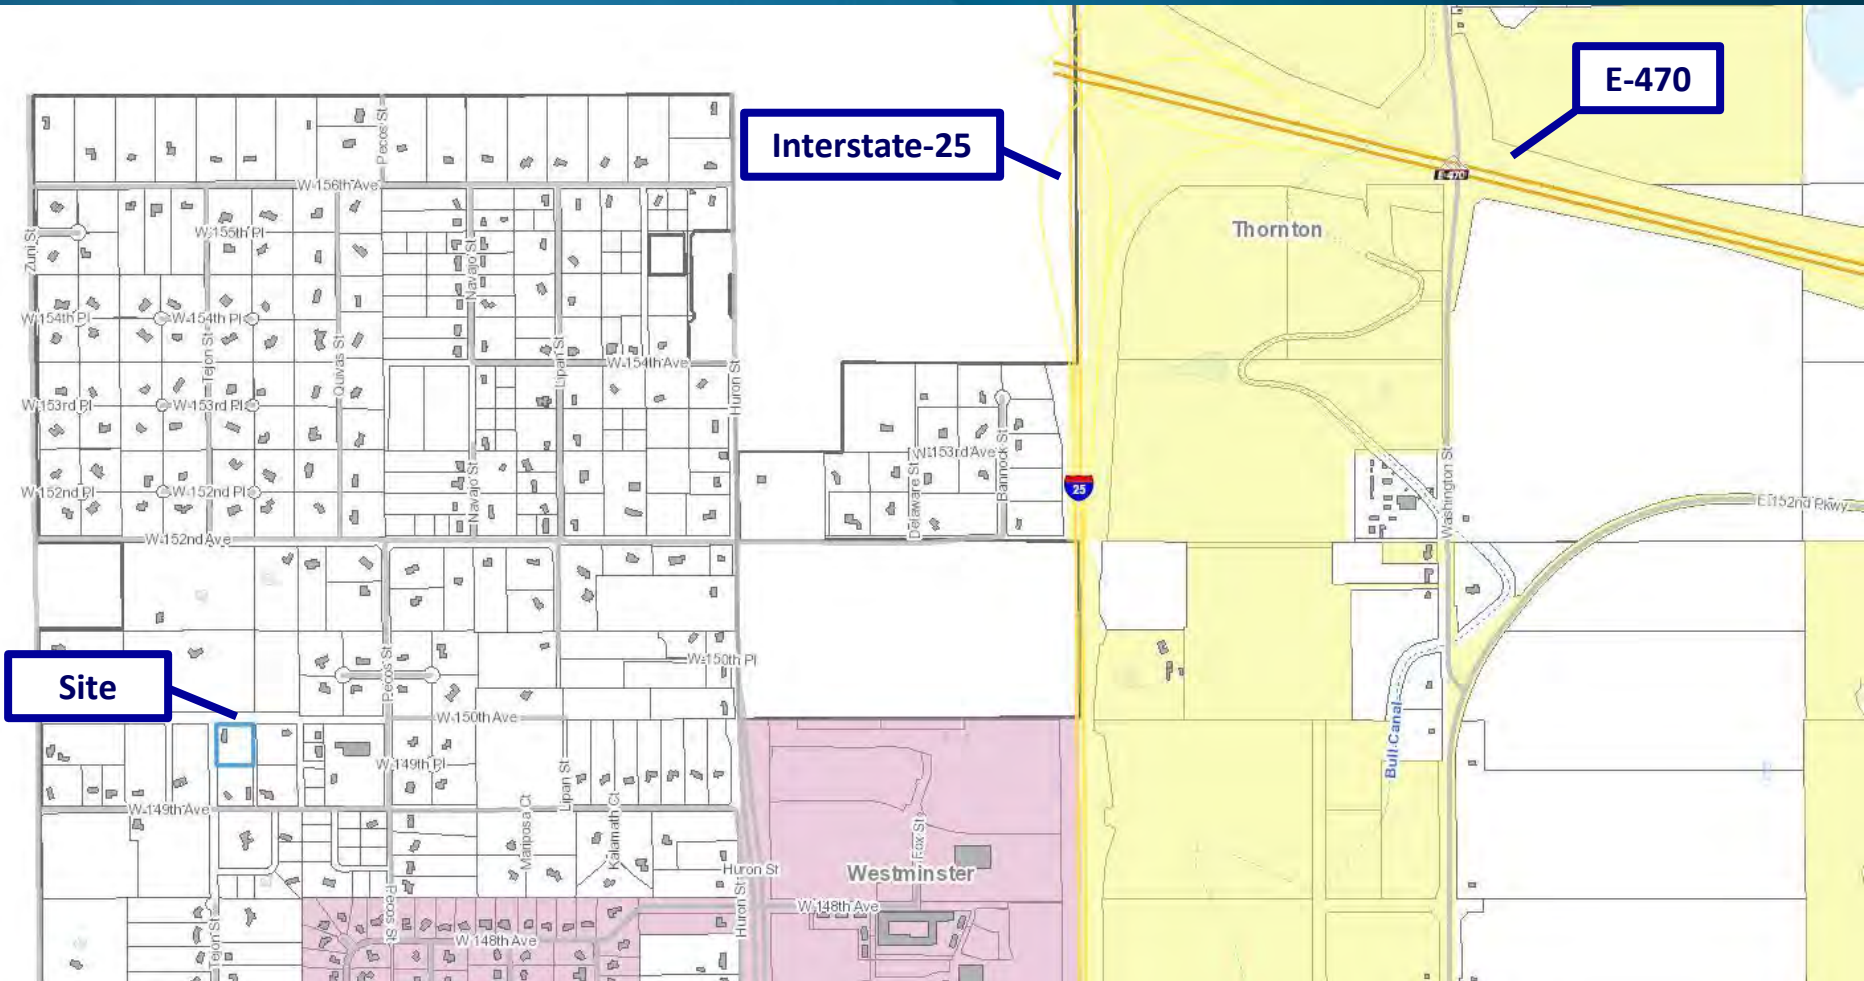 E-470
Interstate-25
Pecos St
E-470
W 156th Ave
Thornton
W 155th Pl
Zuni St
Navajo St
W 154th Pl
W 154th Pl
Tejon St
Quivas St
Lipan St
W 154th Ave
Huron St
W 153rd Pl
W 153rd Pl
W 153rd Ave
Bannock St
Delaware St
W 152nd Pl
W 152nd Pl
Navajo St
25
Washington St
E 152nd Pkwy
W 152nd Ave
Site
Pecos St
W 150th Pl
W 150th Ave
Bull Canal
W 149th Pl
Lipan St
W 149th Ave
Mariposa Ct
Kalamath Ct
Fox St
Huron St
Westminster
Pecos St
Huron St
W 148th Ave
W 148th Ave
Tejon St